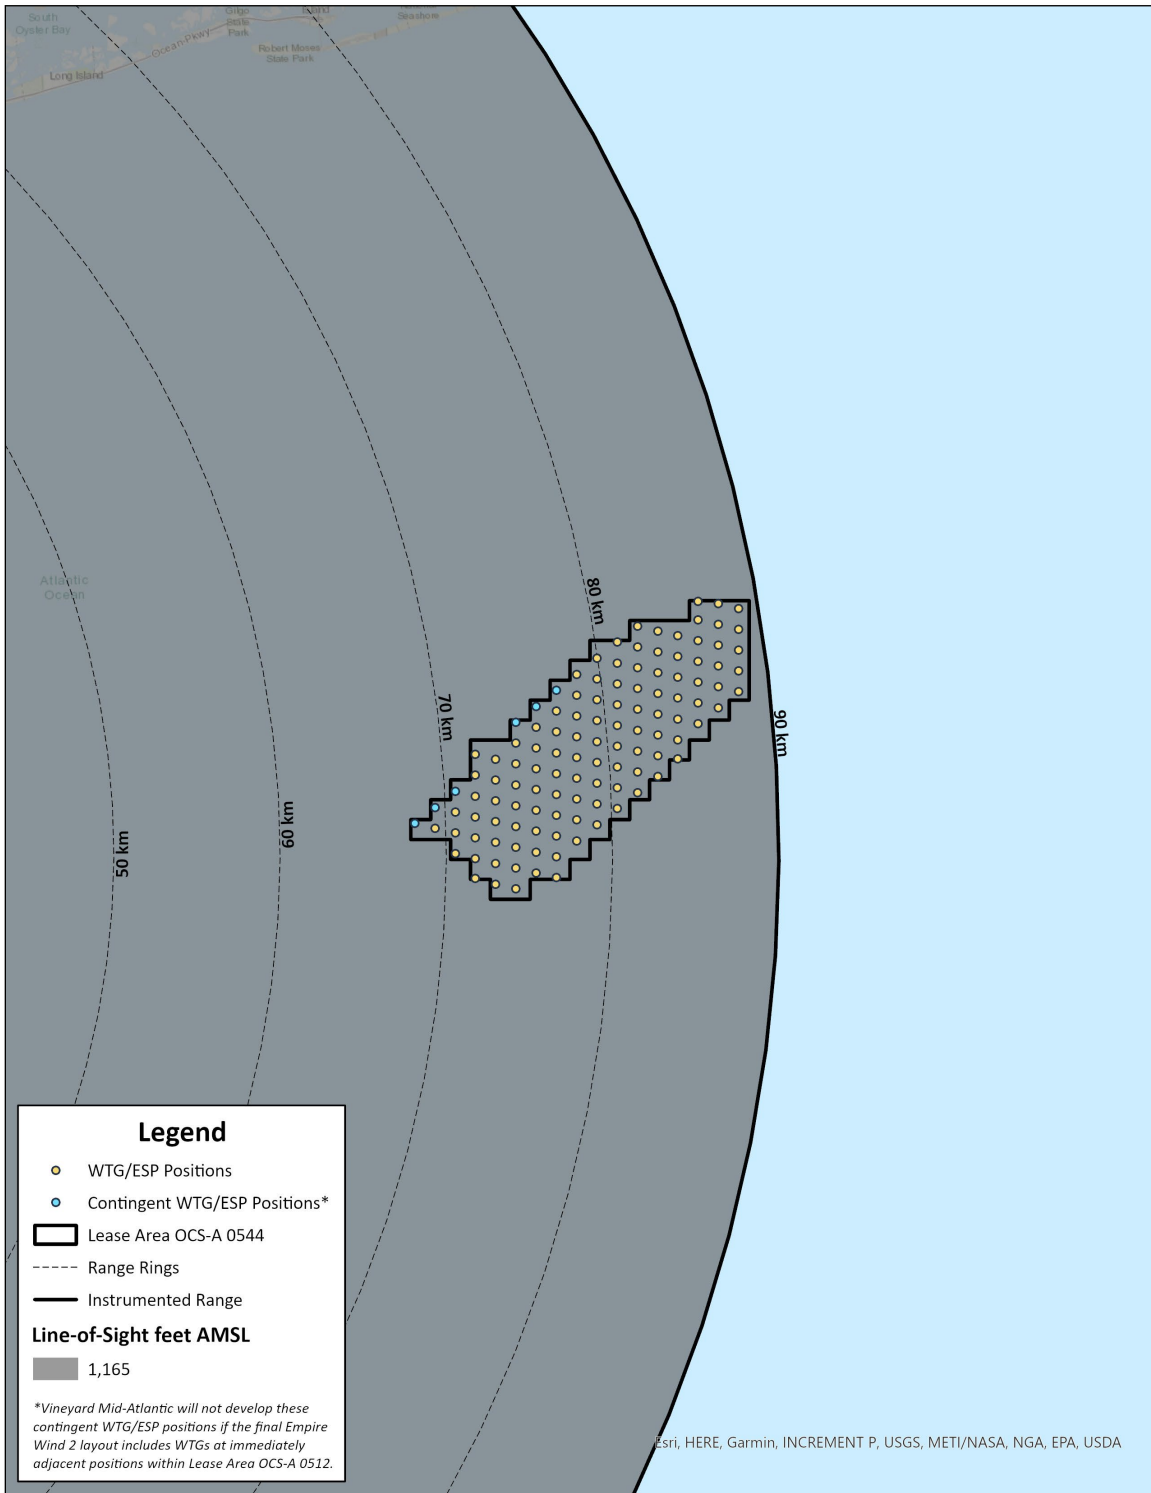 South
Oyster Bay
Gilgo
State
Park
Island
Seashore
Ocean Pkwy
Robert Moses
State Park
Long Island
Atlantic
Ocean
80 km
70 km
90 km
60 km
50 km
Legend
WTG/ESP Positions
Contingent WTG/ESP Positions*
Lease Area OCS-A 0544
Range Rings
Instrumented Range
Line-of-Sight feet AMSL
1,165
*Vineyard Mid-Atlantic will not develop these
contingent WTG/ESP positions if the final Empire
Wind 2 layout includes WTGs at immediately
adjacent positions within Lease Area OCS-A 0512.
Esri, HERE, Garmin, INCREMENT P, USGS, METI/NASA, NGA, EPA, USDA